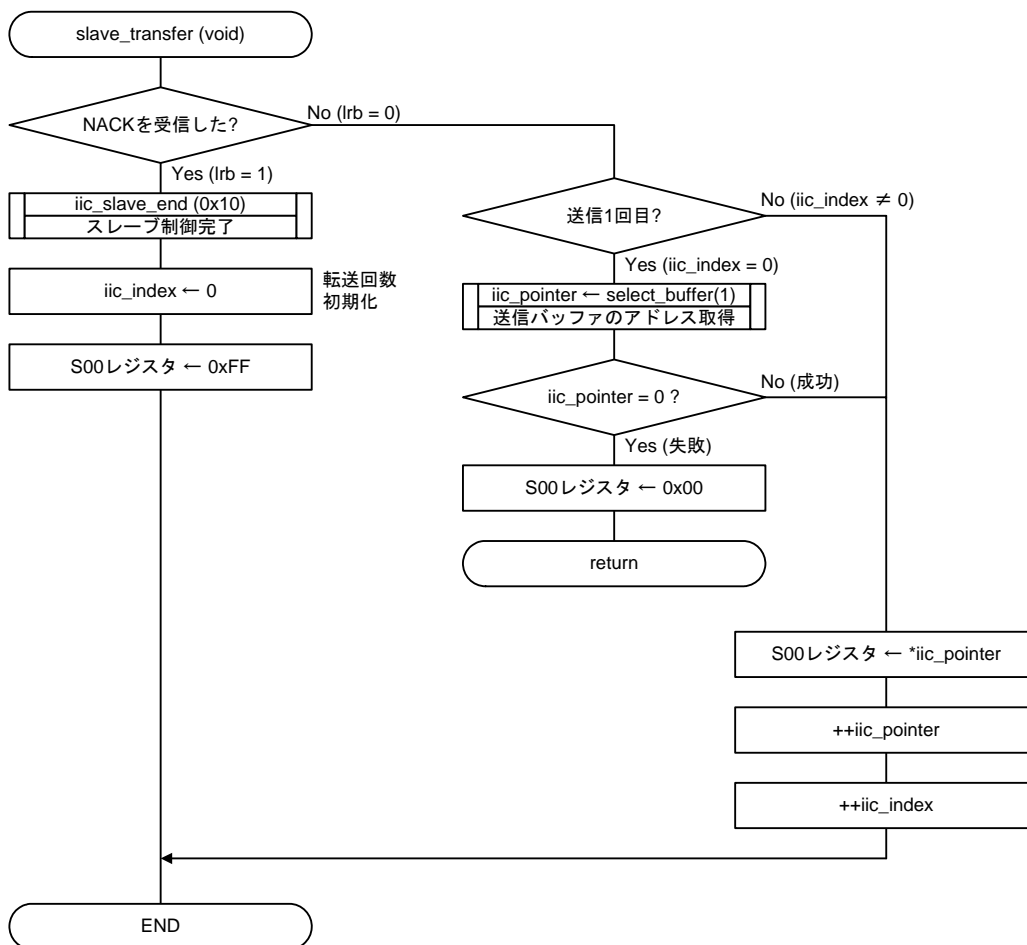 slave_transfer (void)
NACKを受信した?
No (lrb = 0)
Yes (lrb = 1)
iic_slave_end (0x10)
スレーブ制御完了
iic_index ← 0
転送回数
初期化
S00レジスタ ← 0xFF
送信1回目?
No (iic_index ≠ 0)
Yes (iic_index = 0)
iic_pointer ← select_buffer(1)
送信バッファのアドレス取得
iic_pointer = 0 ?
No (成功)
Yes (失敗)
S00レジスタ ← 0x00
return
S00レジスタ ← *iic_pointer
++iic_pointer
++iic_index
END